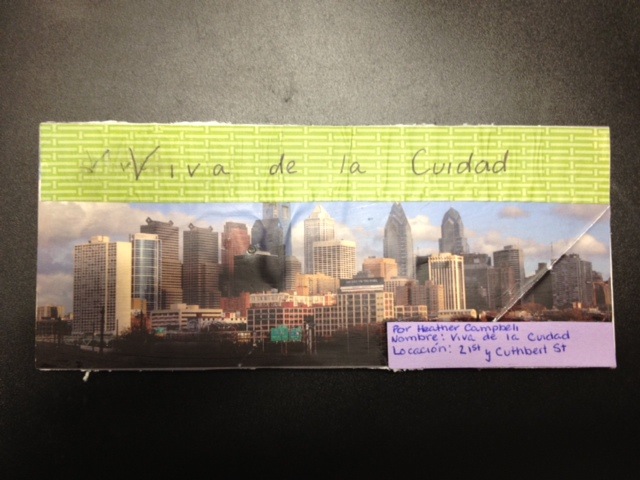 Viva de la Cuidad
Por Heather Campbell
Nombre: Viva de la Cuidad
Locación: 21st y Cuthbert St